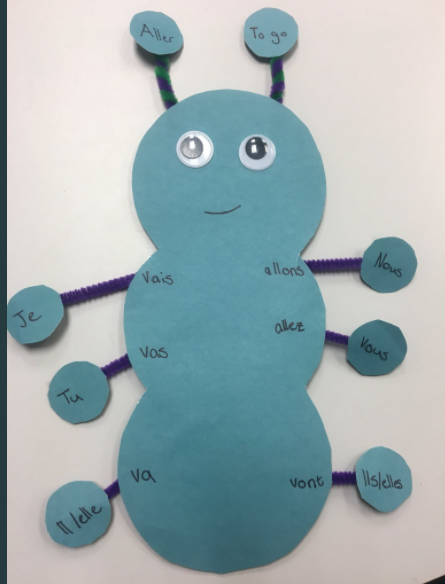 Aller
To go
Je vais
allons Nous
Tu vas
allez Vous
Il/elle va
vont Ils/elles